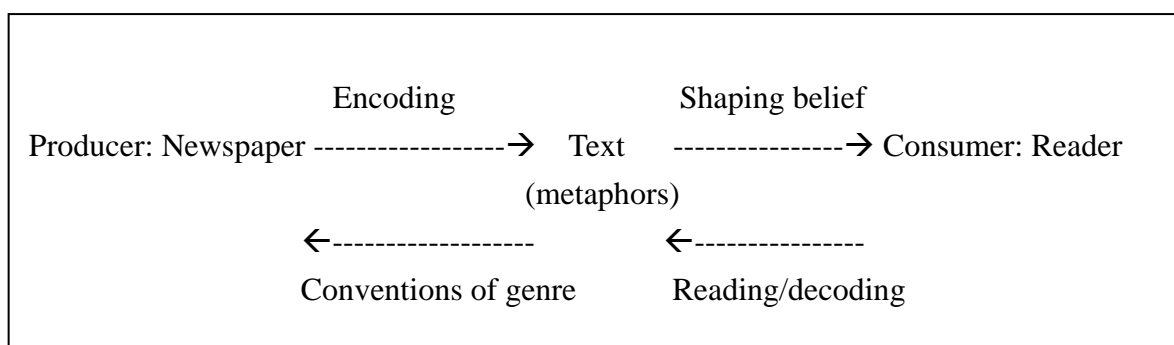 Encoding Shaping belief
Producer: Newspaper ------------------→ Text ----------------→ Consumer: Reader
(metaphors)
←------------------- ←----------------
Conventions of genre Reading/decoding